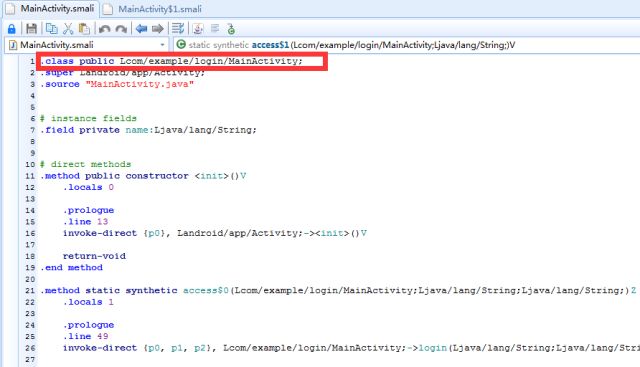 MainActivity.smali MainActivity$1.smali
MainActivity.smali static synthetic access$1(Lcom/example/login/MainActivity;Ljava/lang/String;)V
1 .class public Lcom/example/login/MainActivity;
2 .super Landroid/app/Activity;
3 .source "MainActivity.java"
4
5
6 # instance fields
7 .field private name:Ljava/lang/String;
8
9
10 # direct methods
11 .method public constructor <init>()V
12 .locals 0
13
14 .prologue
15 .line 13
16 invoke-direct {p0}, Landroid/app/Activity;-><init>()V
17
18 return-void
19 .end method
20
21 .method static synthetic access$0(Lcom/example/login/MainActivity;Ljava/lang/String;Ljava/lang/String;)Z
22 .locals 1
23
24 .prologue
25 .line 49
26 invoke-direct {p0, p1, p2}, Lcom/example/login/MainActivity;->login(Ljava/lang/String;Ljava/lang/Stri
27